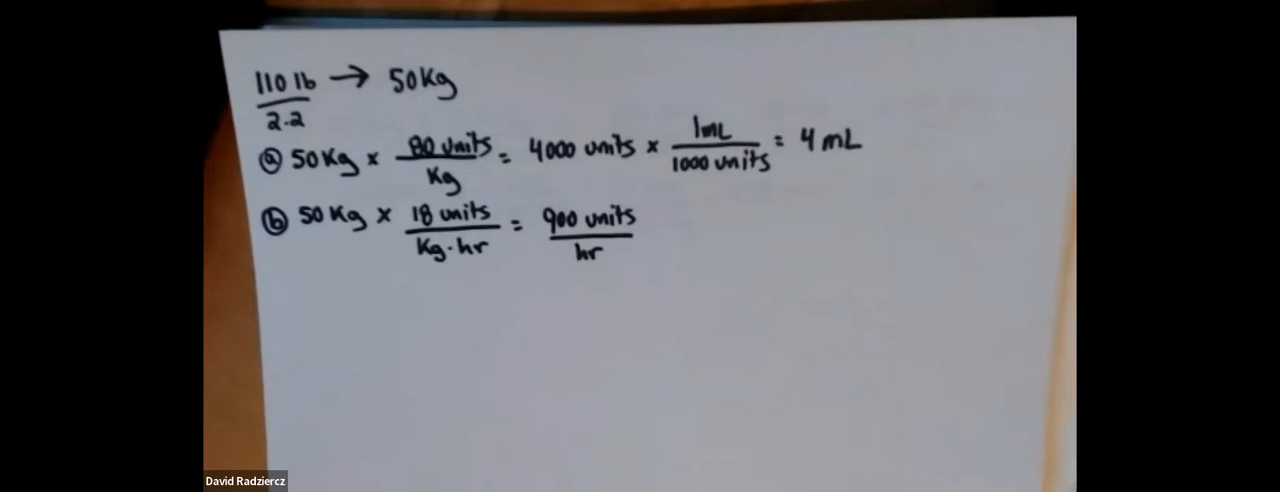 110 lb → 50 Kg
2.2
ⓐ 50 Kg × 80 units / Kg = 4000 units × 1 mL / 1000 units = 4 mL
ⓑ 50 Kg × 18 units / Kg·hr = 900 units / hr
David Radziercz